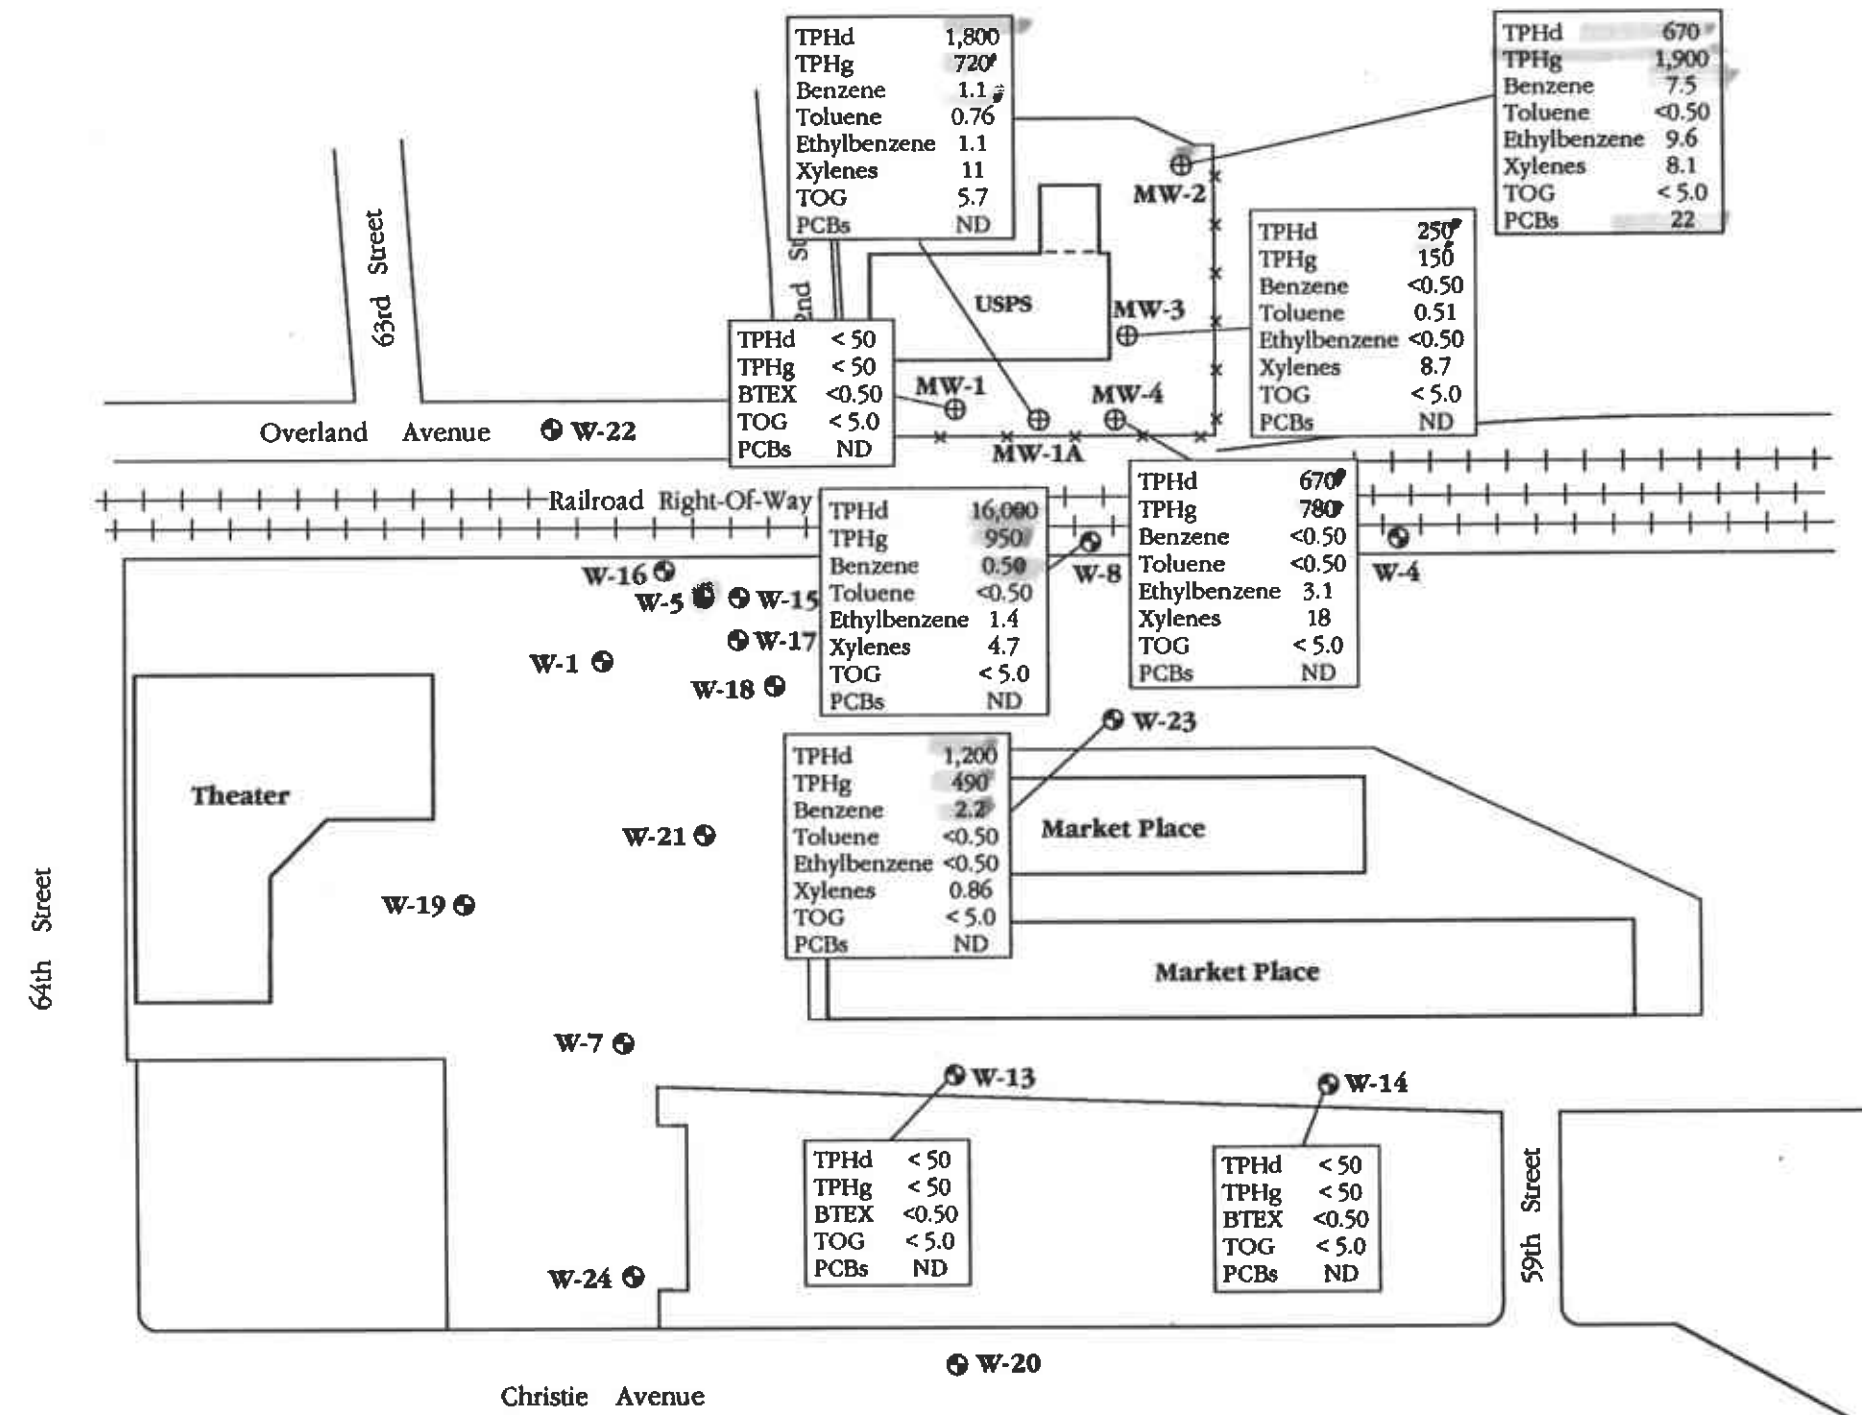 TPHd 1,800
TPHg 720
Benzene 1.1
Toluene 0.76
Ethylbenzene 1.1
Xylenes 11
TOG 5.7
PCBs ND
TPHd 670
TPHg 1,900
Benzene 7.5
Toluene <0.50
Ethylbenzene 9.6
Xylenes 8.1
TOG < 5.0
PCBs 22
MW-2
63rd Street
2nd
USPS
MW-3
TPHd 250
TPHg 150
Benzene <0.50
Toluene 0.51
Ethylbenzene <0.50
Xylenes 8.7
TOG < 5.0
PCBs ND
TPHd < 50
TPHg < 50
BTEX <0.50
TOG < 5.0
PCBs ND
MW-1
MW-4
MW-1A
Overland Avenue
W-22
Railroad Right-Of-Way
TPHd 16,000
TPHg 950
Benzene 0.50
Toluene <0.50
Ethylbenzene 1.4
Xylenes 4.7
TOG < 5.0
PCBs ND
W-8
TPHd 670
TPHg 780
Benzene <0.50
Toluene <0.50
Ethylbenzene 3.1
Xylenes 18
TOG < 5.0
PCBs ND
W-4
W-16
W-5
W-15
W-17
W-1
W-18
W-23
Theater
TPHd 1,200
TPHg 490
Benzene 2.2
Toluene <0.50
Ethylbenzene <0.50
Xylenes 0.86
TOG < 5.0
PCBs ND
Market Place
W-21
W-19
64th Street
Market Place
W-7
W-13
W-14
TPHd < 50
TPHg < 50
BTEX <0.50
TOG < 5.0
PCBs ND
TPHd < 50
TPHg < 50
BTEX <0.50
TOG < 5.0
PCBs ND
59th Street
W-24
W-20
Christie Avenue